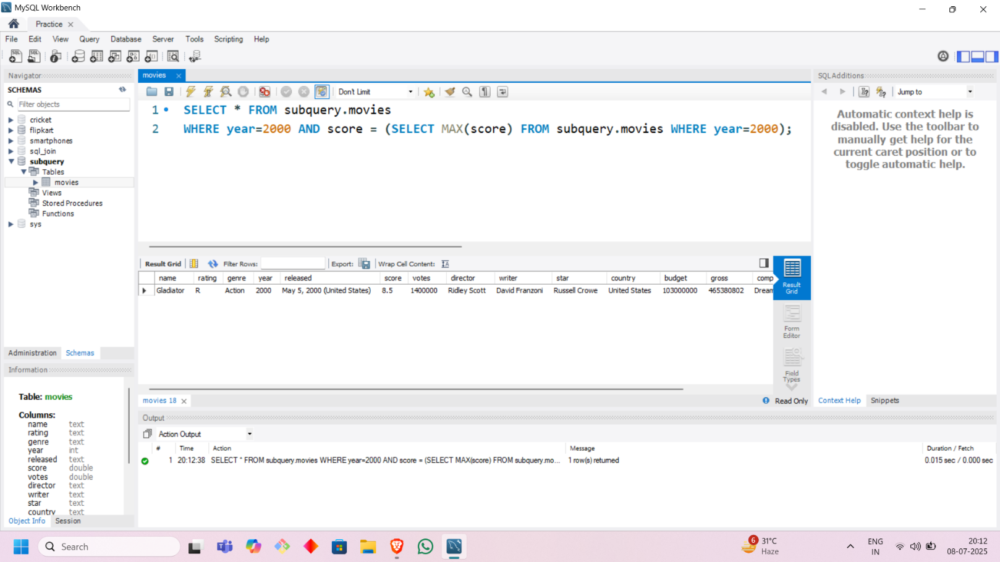 MySQL Workbench
Practice
File Edit View Query Database Server Tools Scripting Help
Navigator
SCHEMAS
Filter objects
cricket
flipkart
smartphones
sql_join
subquery
Tables
movies
Views
Stored Procedures
Functions
sys
Administration Schemas
Information
Table: movies
Columns:
name text
rating text
genre text
year int
released text
score double
votes double
director text
writer text
star text
country text
Object Info Session
movies
Don't Limit
1 SELECT * FROM subquery.movies
2 WHERE year=2000 AND score = (SELECT MAX(score) FROM subquery.movies WHERE year=2000);
Result Grid Filter Rows: Export: Wrap Cell Content:
name rating genre year released score votes director writer star country budget gross comp
Gladiator R Action 2000 May 5, 2000 (United States) 8.5 1400000 Ridley Scott David Franzoni Russell Crowe United States 103000000 465380802 Dream
Result Grid
Form Editor
Field Types
movies 18
Read Only
SQLAdditions
Jump to
Automatic context help is
disabled. Use the toolbar to
manually get help for the
current caret position or to
toggle automatic help.
Context Help Snippets
Output
Action Output
# Time Action Message Duration / Fetch
1 20:12:38 SELECT * FROM subquery.movies WHERE year=2000 AND score = (SELECT MAX(score) FROM subquery.mo... 1 row(s) returned 0.015 sec / 0.000 sec
Search
6
31°C
Haze
ENG
IN
20:12
08-07-2025